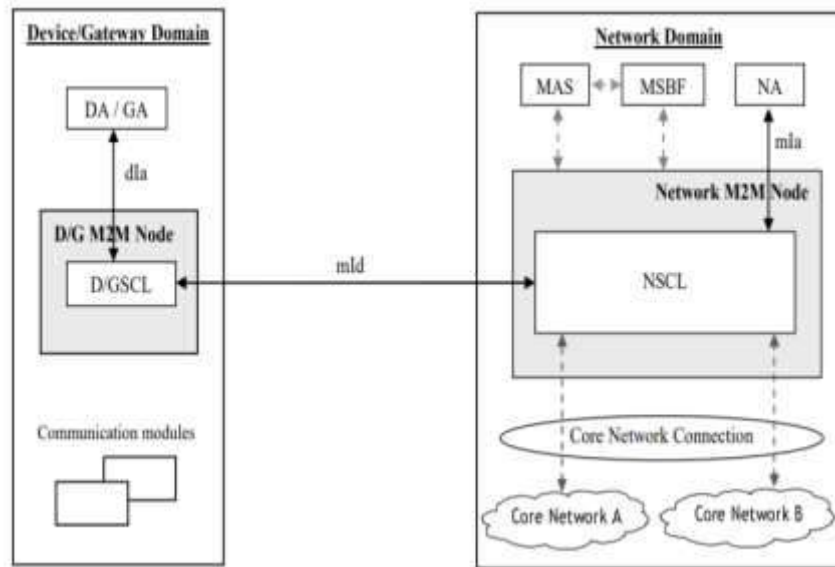 Device/Gateway Domain
DA / GA
dIa
D/G M2M Node
D/GSCL
Communication modules
mId
Network Domain
MAS
MSBF
NA
mIa
Network M2M Node
NSCL
Core Network Connection
Core Network A
Core Network B